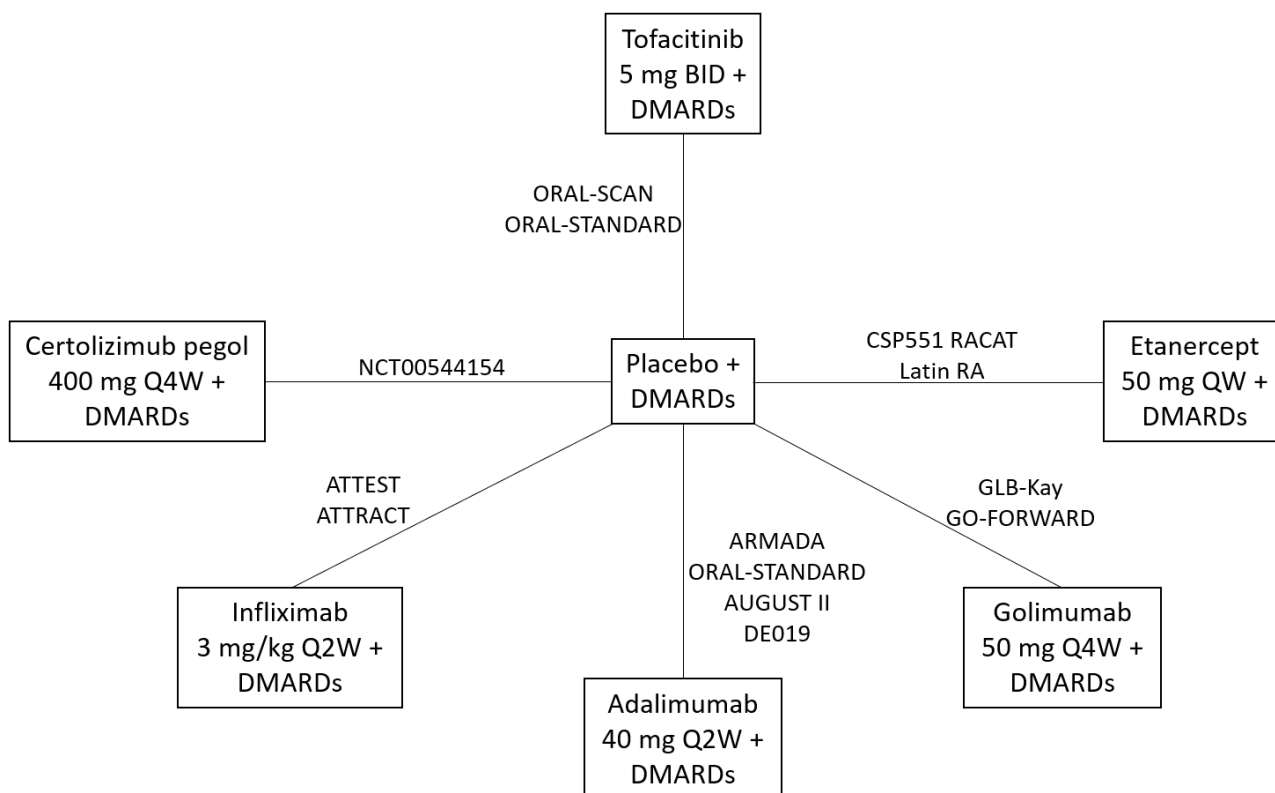 Tofacitinib
5 mg BID +
DMARDs
ORAL-SCAN
ORAL-STANDARD
Certolizimub pegol
400 mg Q4W +
DMARDs
NCT00544154
Placebo +
DMARDs
CSP551 RACAT
Latin RA
Etanercept
50 mg QW +
DMARDs
ATTEST
ATTRACT
ARMADA
ORAL-STANDARD
AUGUST II
DE019
GLB-Kay
GO-FORWARD
Infliximab
3 mg/kg Q2W +
DMARDs
Adalimumab
40 mg Q2W +
DMARDs
Golimumab
50 mg Q4W +
DMARDs